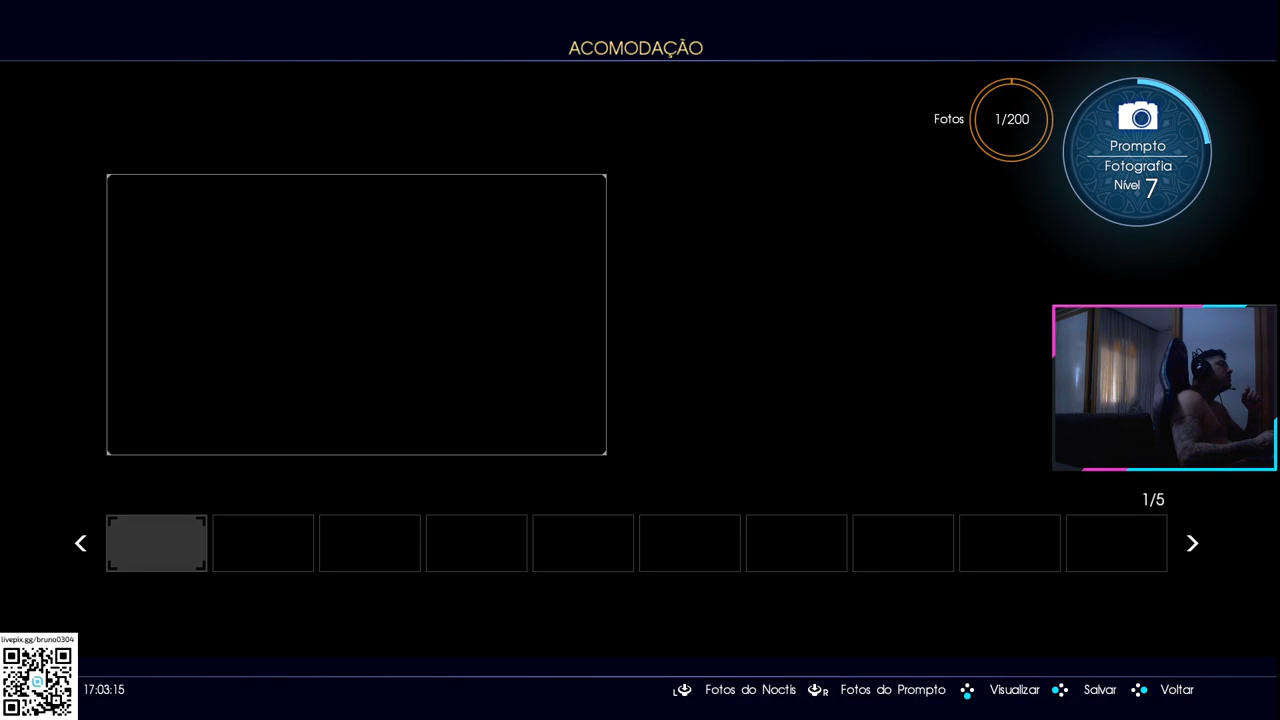 ACOMODAÇÃO
Fotos
1/200
Prompto
Fotografia
Nível 7
1/5
livepix.gg/bruno0304
17:03:15
L Fotos do Noctis R Fotos do Prompto Visualizar Salvar Voltar